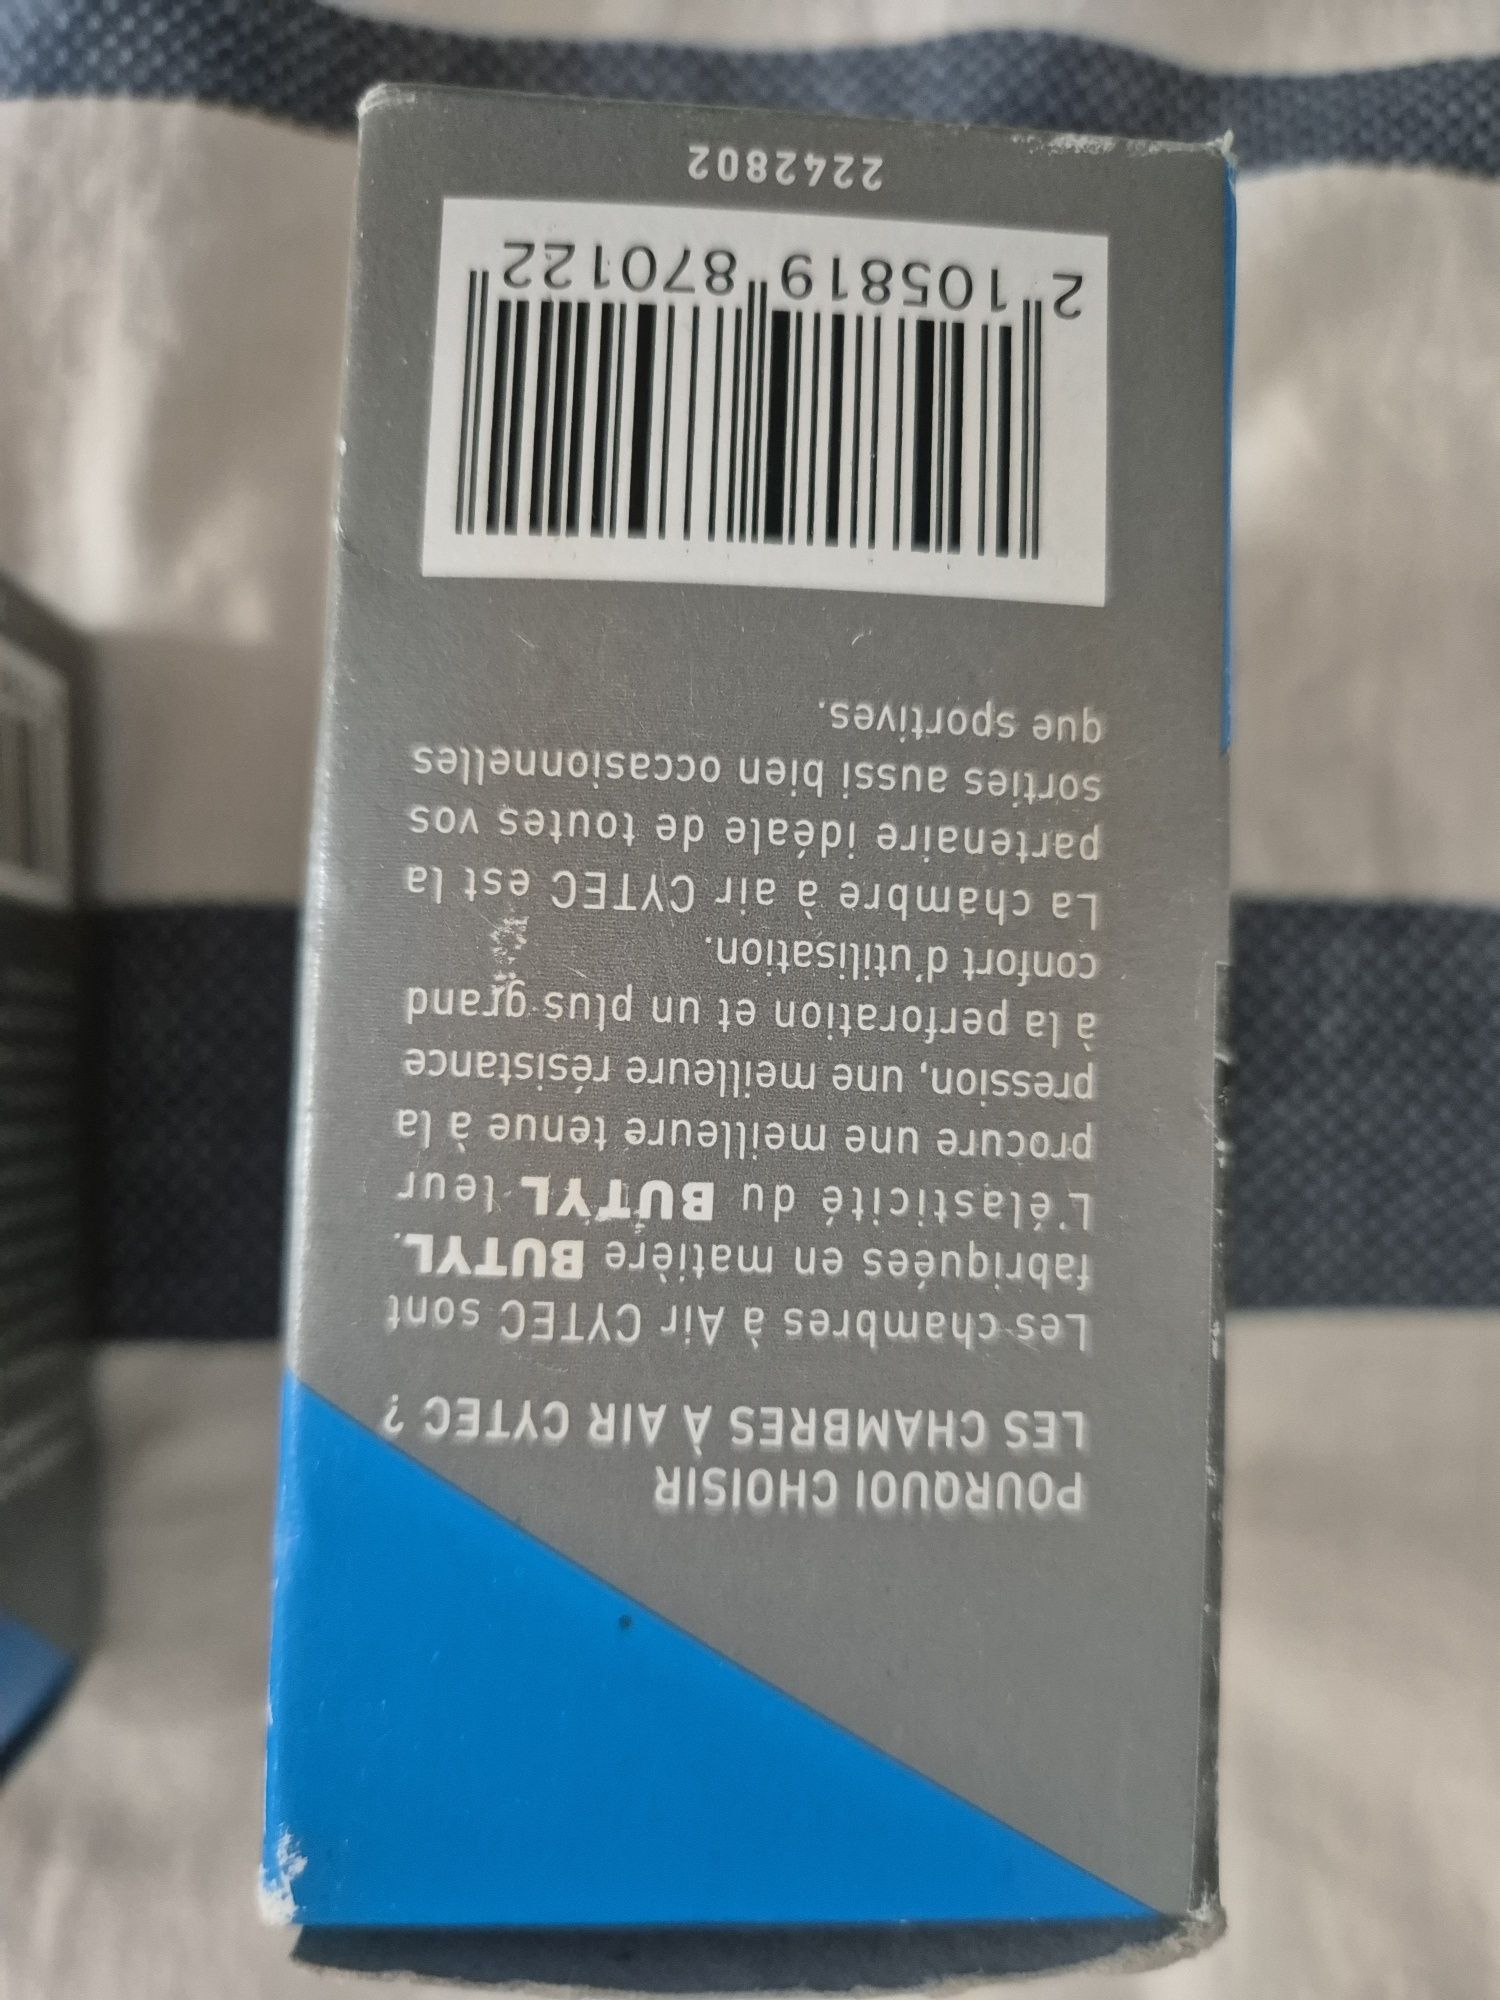 POURQUOI CHOISIR
LES CHAMBRES À AIR CYTEC ?
Les chambres à Air CYTEC sont
fabriquées en matière BUTYL.
L'élasticité du BUTYL leur
procure une meilleure tenue à la
pression, une meilleure résistance
à la perforation et un plus grand
confort d'utilisation.
La chambre à air CYTEC est la
partenaire idéale de toutes vos
sorties aussi bien occasionnelles
que sportives.
2 105819 870122
2242802